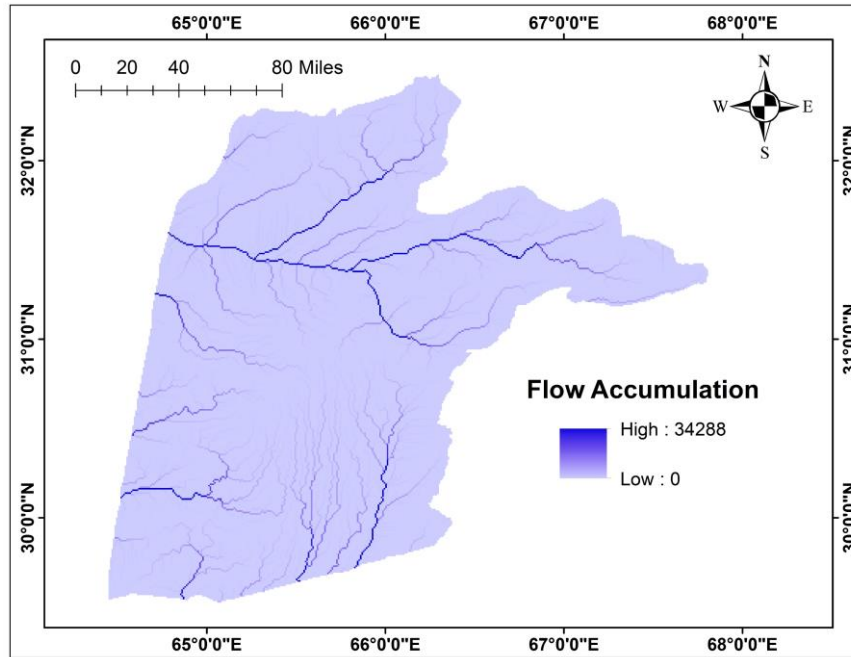 65°0'0"E 66°0'0"E 67°0'0"E 68°0'0"E
0 20 40 80 Miles
N
W E
S
32°0'0"N 32°0'0"N
31°0'0"N 31°0'0"N
Flow Accumulation
High : 34288
Low : 0
30°0'0"N 30°0'0"N
65°0'0"E 66°0'0"E 67°0'0"E 68°0'0"E